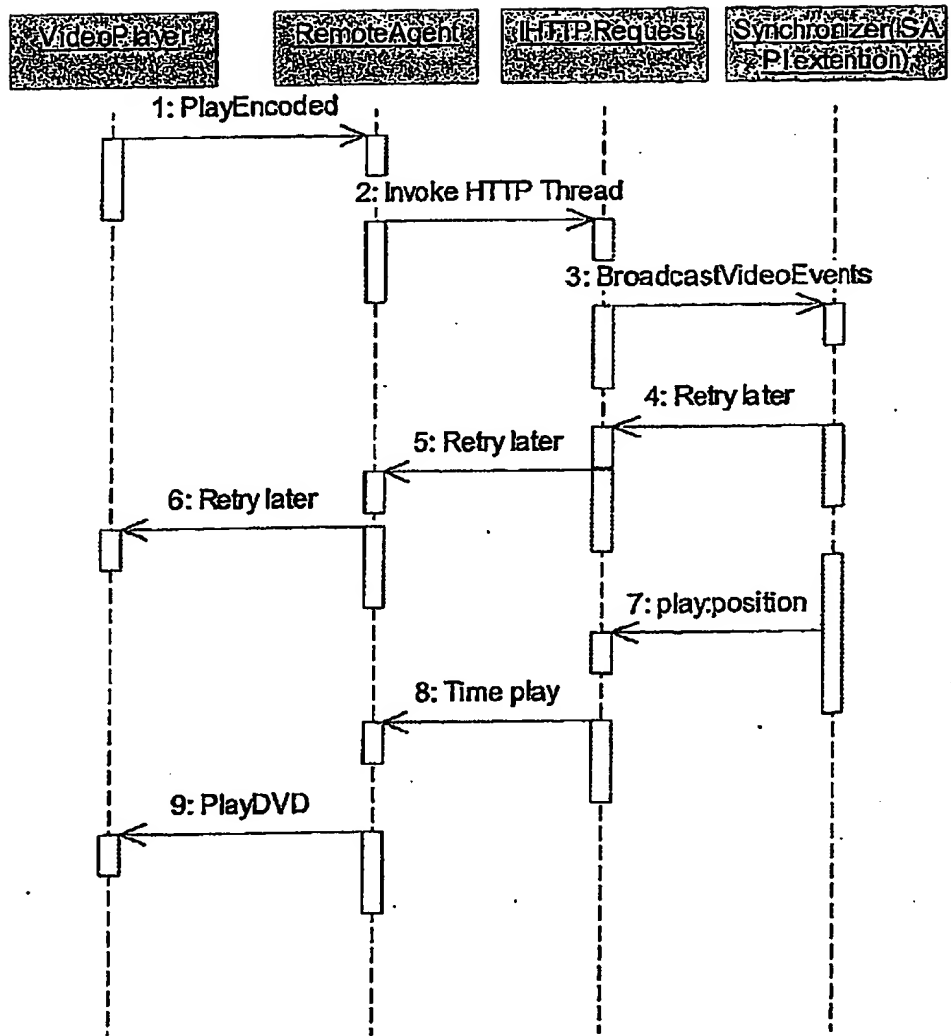 VideoPlayer
RemoteAgent
IHTTPRequest
Synchronizer(ISA
PI extention)
1: PlayEncoded
2: Invoke HTTP Thread
3: BroadcastVideoEvents
4: Retry later
5: Retry later
6: Retry later
7: play:position
8: Time play
9: PlayDVD